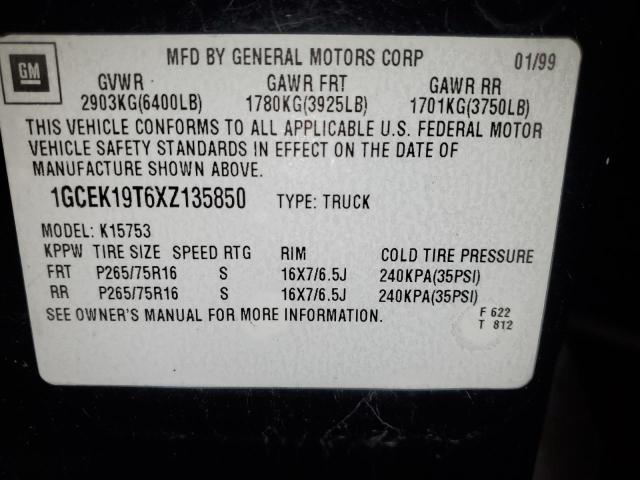 GM
MFD BY GENERAL MOTORS CORP 01/99
GVWR GAWR FRT GAWR RR
2903KG(6400LB) 1780KG(3925LB) 1701KG(3750LB)
THIS VEHICLE CONFORMS TO ALL APPLICABLE U.S. FEDERAL MOTOR
VEHICLE SAFETY STANDARDS IN EFFECT ON THE DATE OF
MANUFACTURE SHOWN ABOVE.
1GCEK19T6XZ135850 TYPE: TRUCK
MODEL: K15753
KPPW TIRE SIZE SPEED RTG RIM COLD TIRE PRESSURE
FRT P265/75R16 S 16X7/6.5J 240KPA(35PSI)
RR P265/75R16 S 16X7/6.5J 240KPA(35PSI)
SEE OWNER'S MANUAL FOR MORE INFORMATION. F 622
T 812